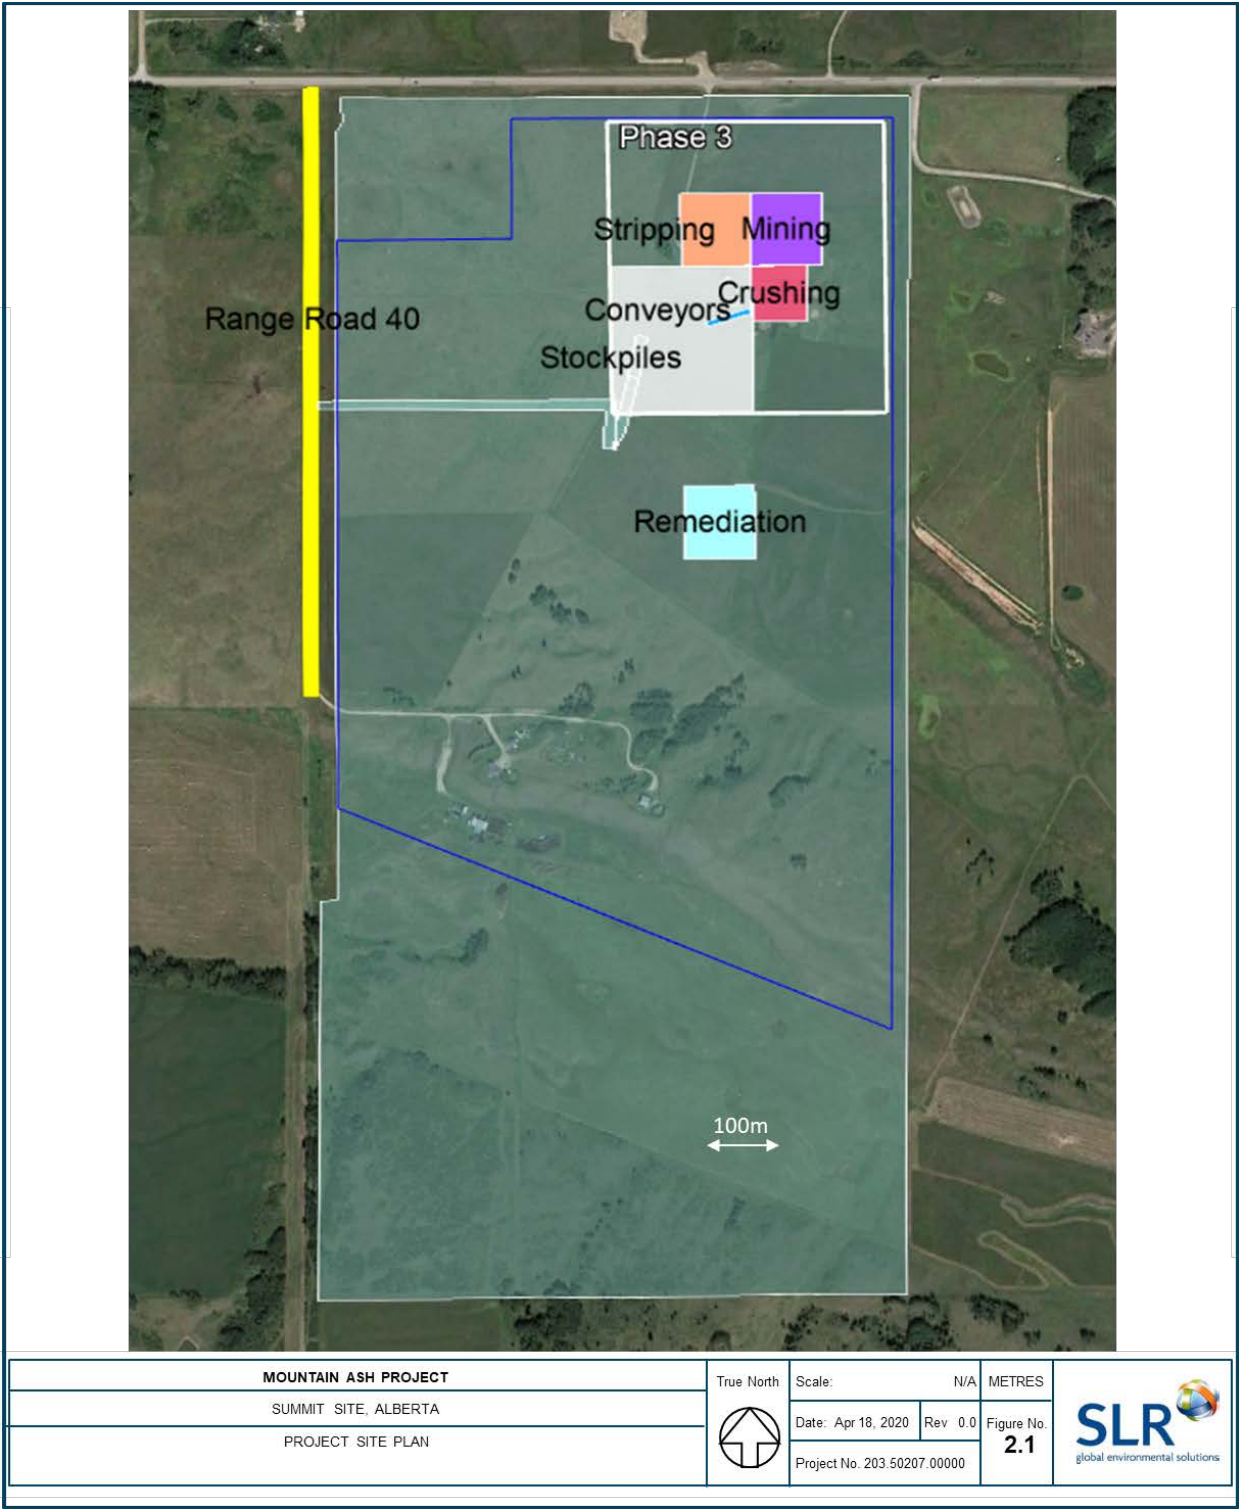 Phase 3
Stripping
Mining
Range Road 40
Conveyors
Crushing
Stockpiles
Remediation
100m
MOUNTAIN ASH PROJECT
SUMMIT SITE, ALBERTA
PROJECT SITE PLAN
True North
Scale: N/A
METRES
Date: Apr 18, 2020
Rev 0.0
Figure No.
2.1
Project No. 203.50207.00000
SLR
global environmental solutions